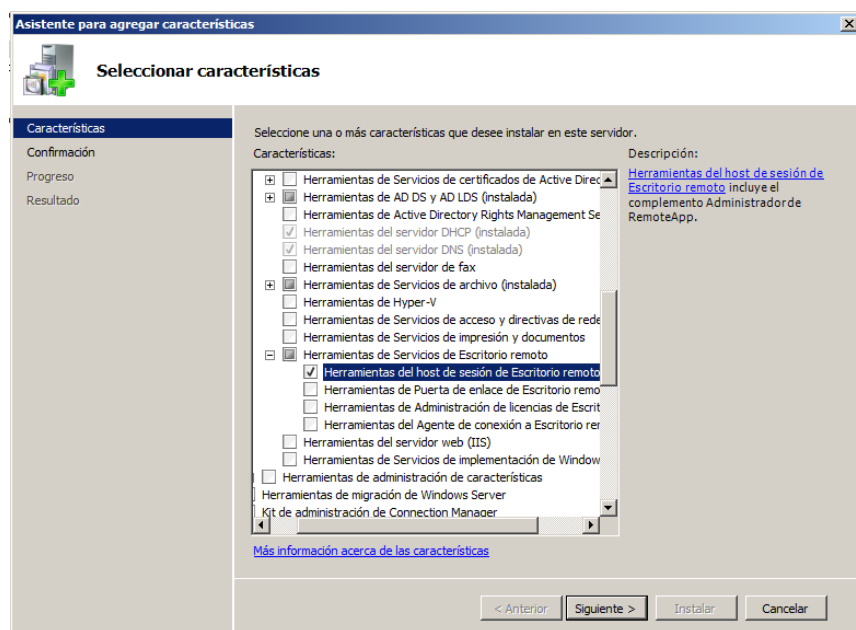 Asistente para agregar características
Seleccionar características
Características
Confirmación
Progreso
Resultado
Seleccione una o más características que desee instalar en este servidor.
Características:
Herramientas de Servicios de certificados de Active Direc
Herramientas de AD DS y AD LDS (instalada)
Herramientas de Active Directory Rights Management Se
Herramientas del servidor DHCP (instalada)
Herramientas del servidor DNS (instalada)
Herramientas del servidor de fax
Herramientas de Servicios de archivo (instalada)
Herramientas de Hyper-V
Herramientas de Servicios de acceso y directivas de rede
Herramientas de Servicios de impresión y documentos
Herramientas de Servicios de Escritorio remoto
Herramientas del host de sesión de Escritorio remoto
Herramientas de Puerta de enlace de Escritorio remo
Herramientas de Administración de licencias de Escrit
Herramientas del Agente de conexión a Escritorio rer
Herramientas del servidor web (IIS)
Herramientas de Servicios de implementación de Window
Herramientas de administración de características
Herramientas de migración de Windows Server
Kit de administración de Connection Manager
Más información acerca de las características
Descripción:
Herramientas del host de sesión de
Escritorio remoto incluye el
complemento Administrador de
RemoteApp.
< Anterior
Siguiente >
Instalar
Cancelar